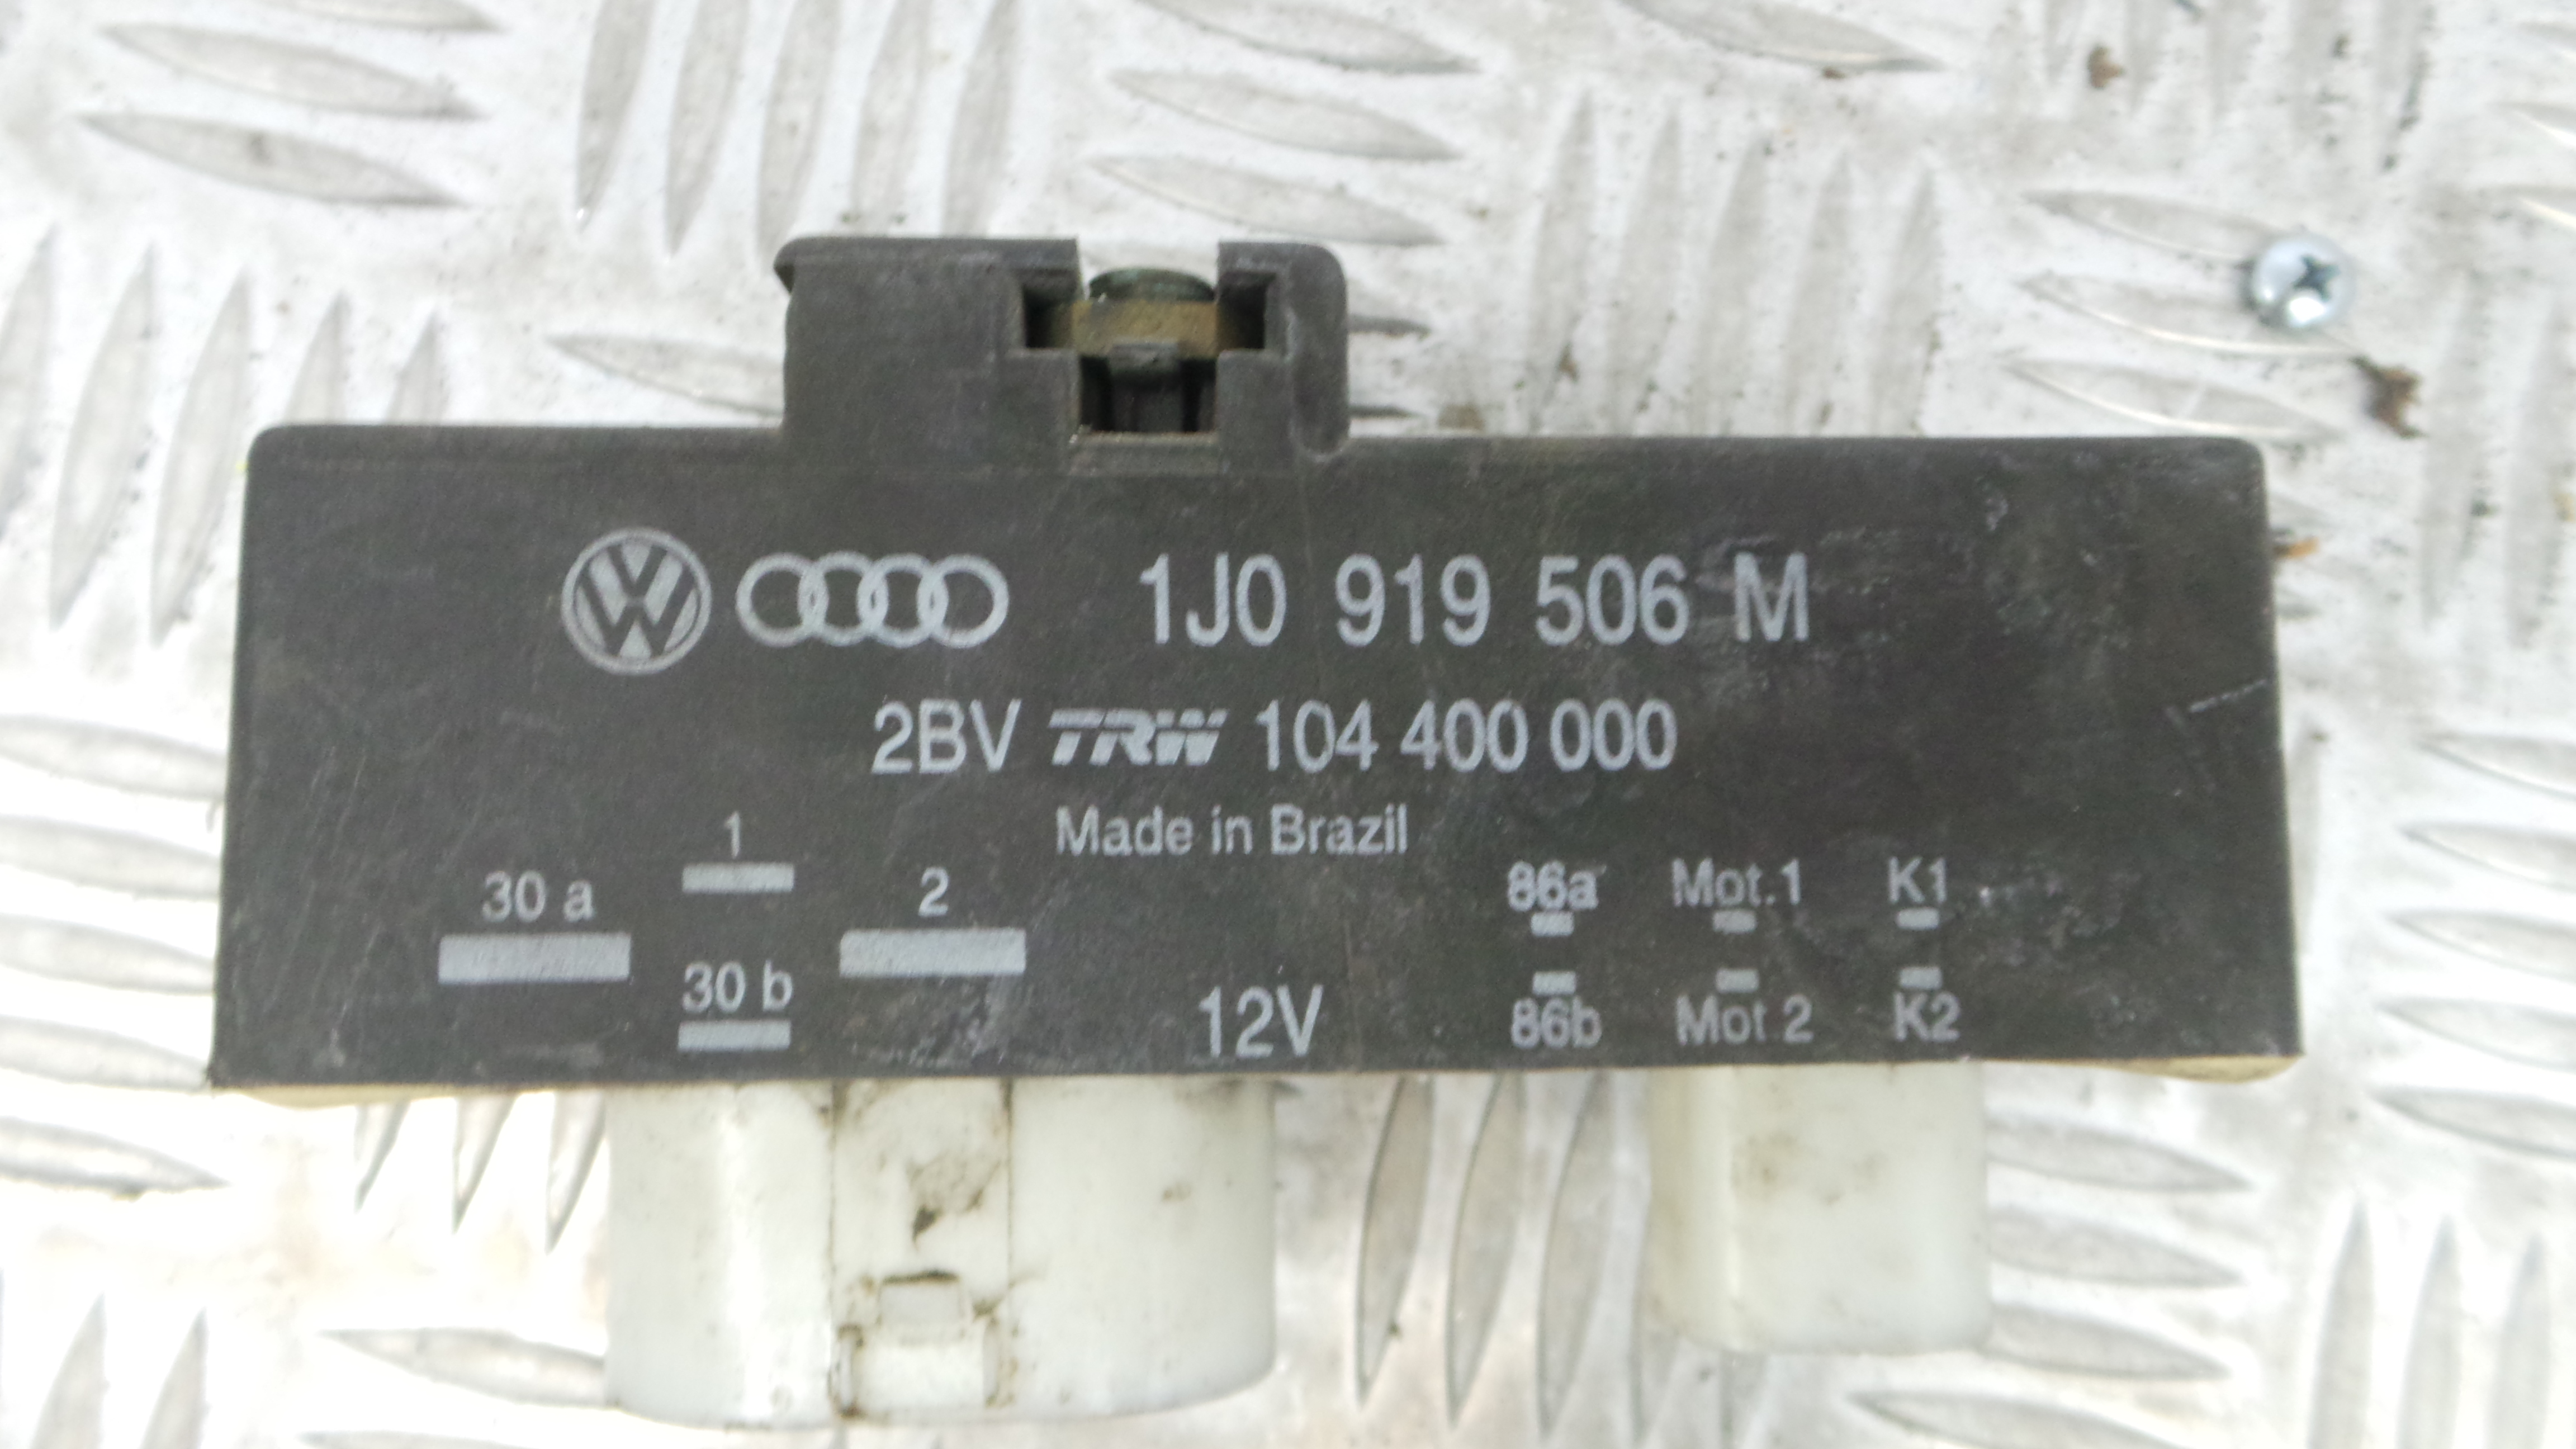 VW 1J0 919 506 M
2BV TRW 104 400 000
Made in Brazil
1
30 a 2 86a Mot.1 K1
30 b 12V 86b Mot 2 K2